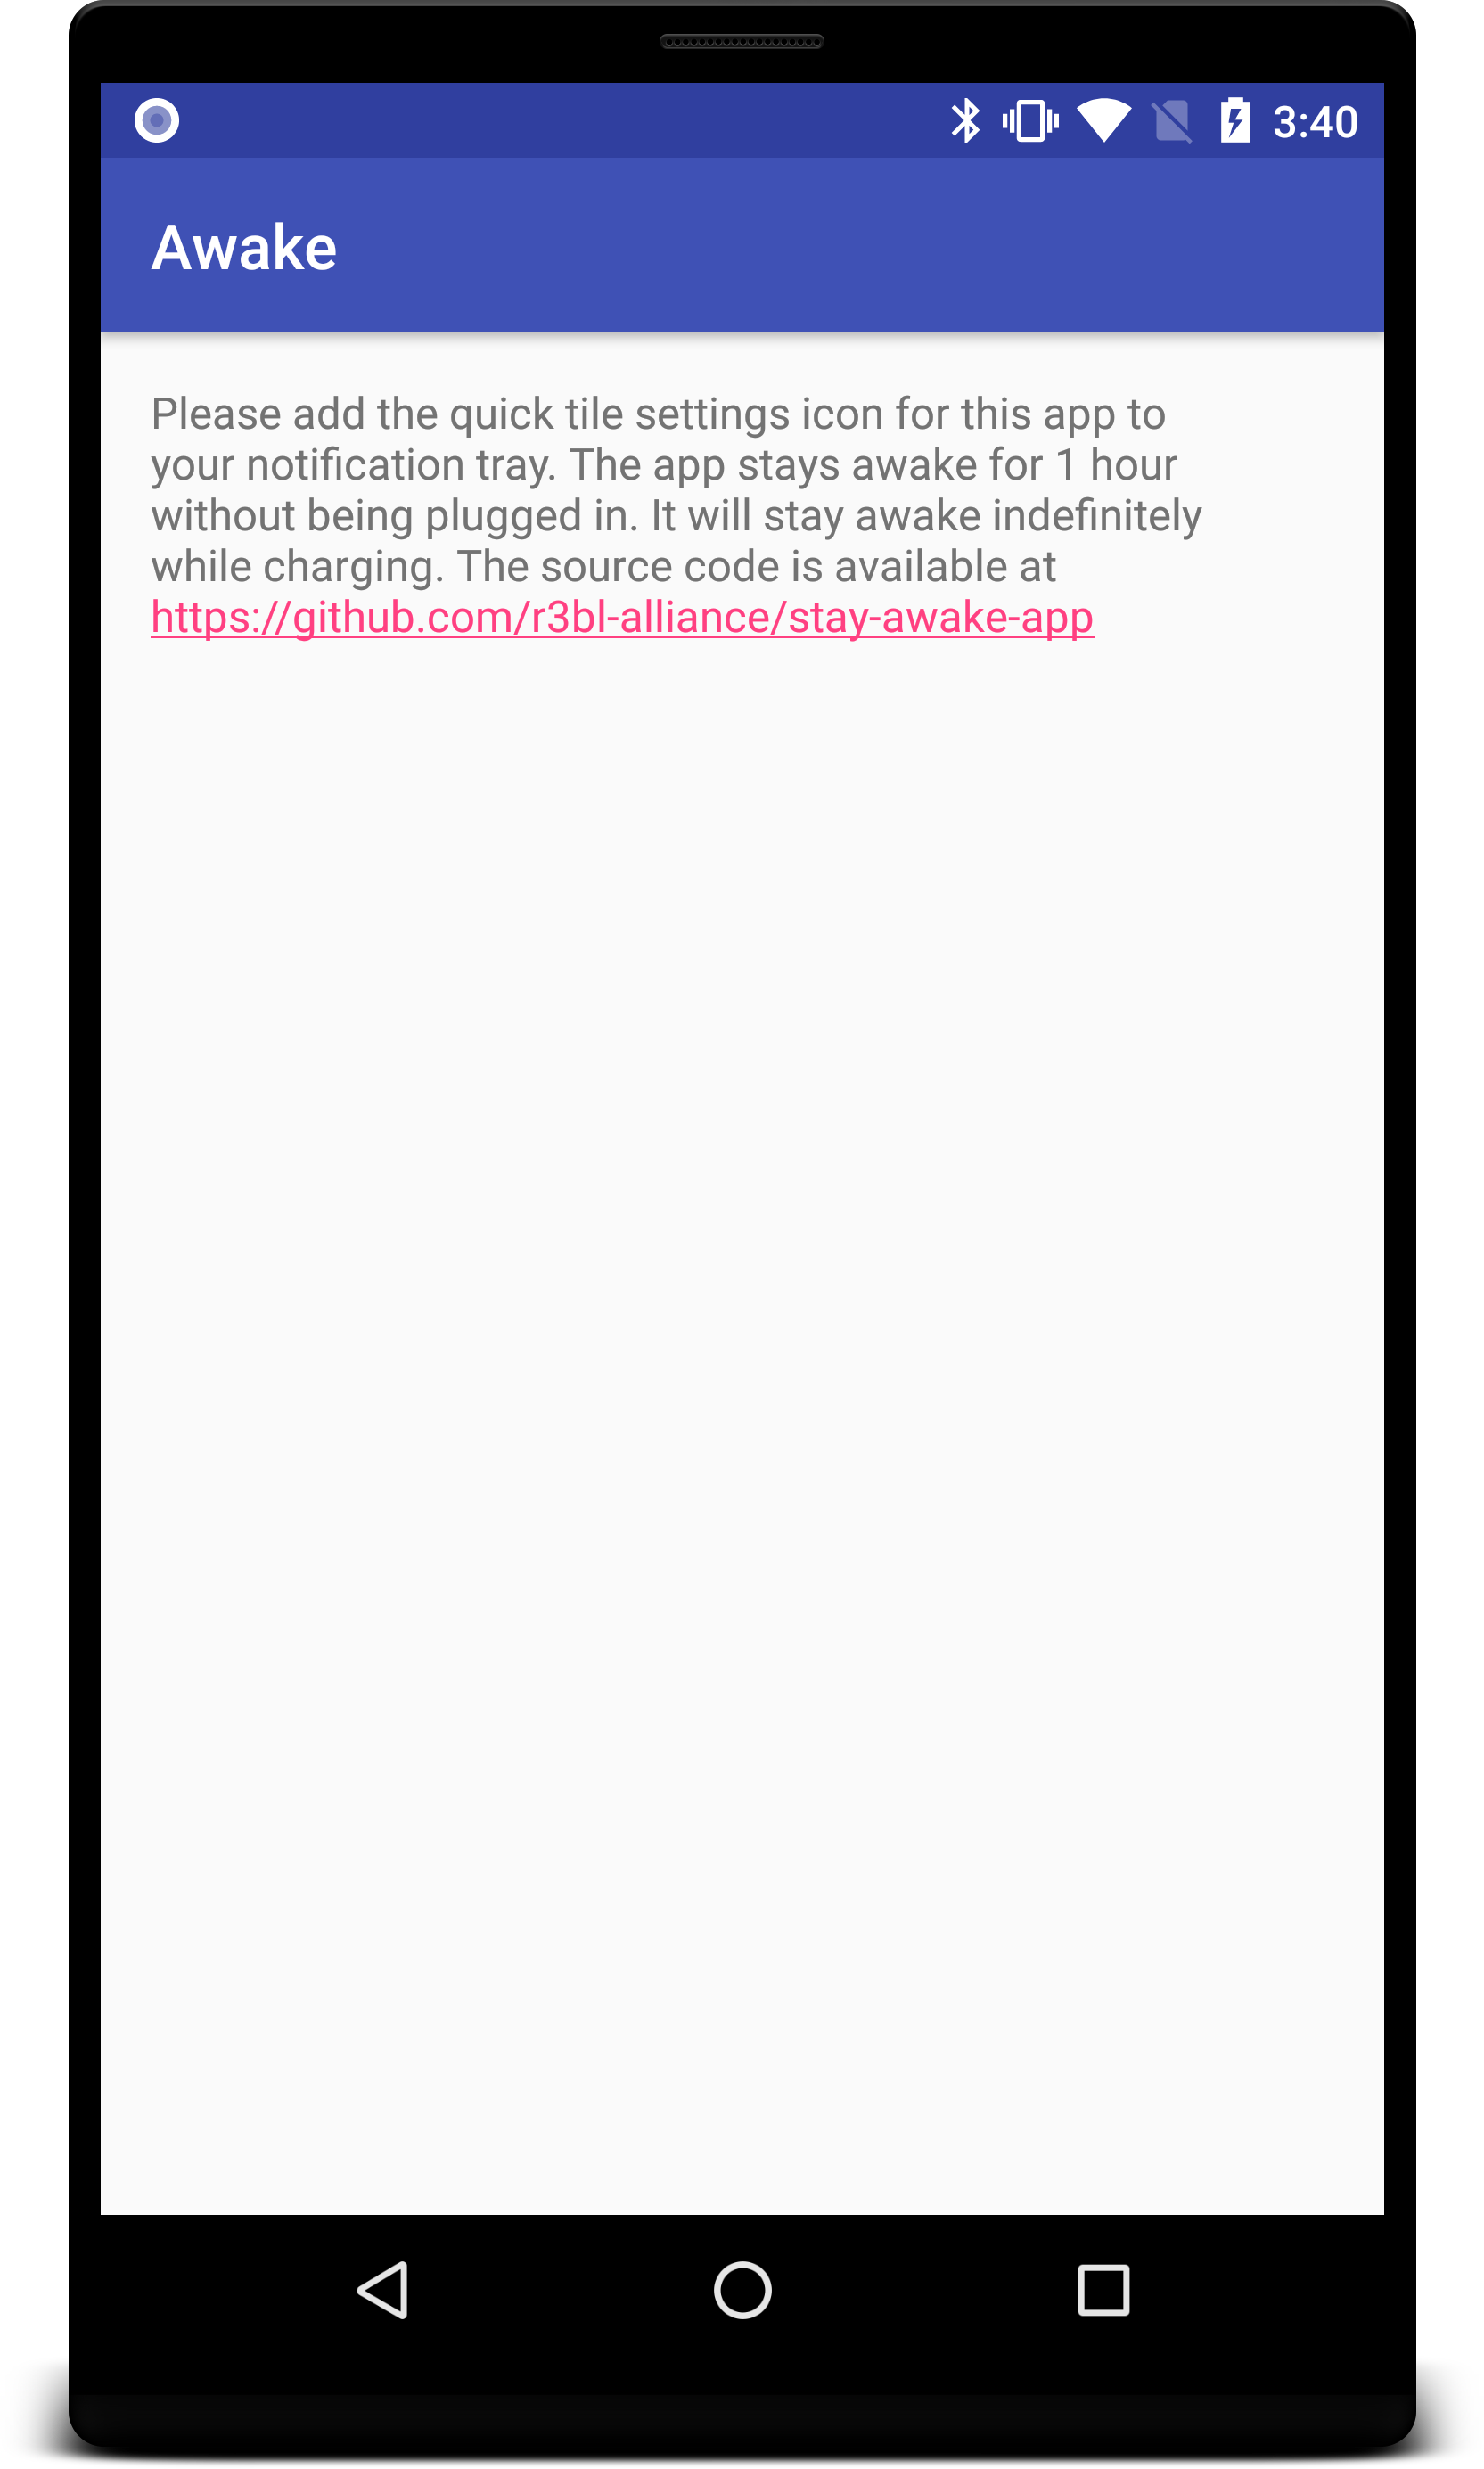 3:40
Awake
Please add the quick tile settings icon for this app to
your notification tray. The app stays awake for 1 hour
without being plugged in. It will stay awake indefinitely
while charging. The source code is available at
https://github.com/r3bl-alliance/stay-awake-app